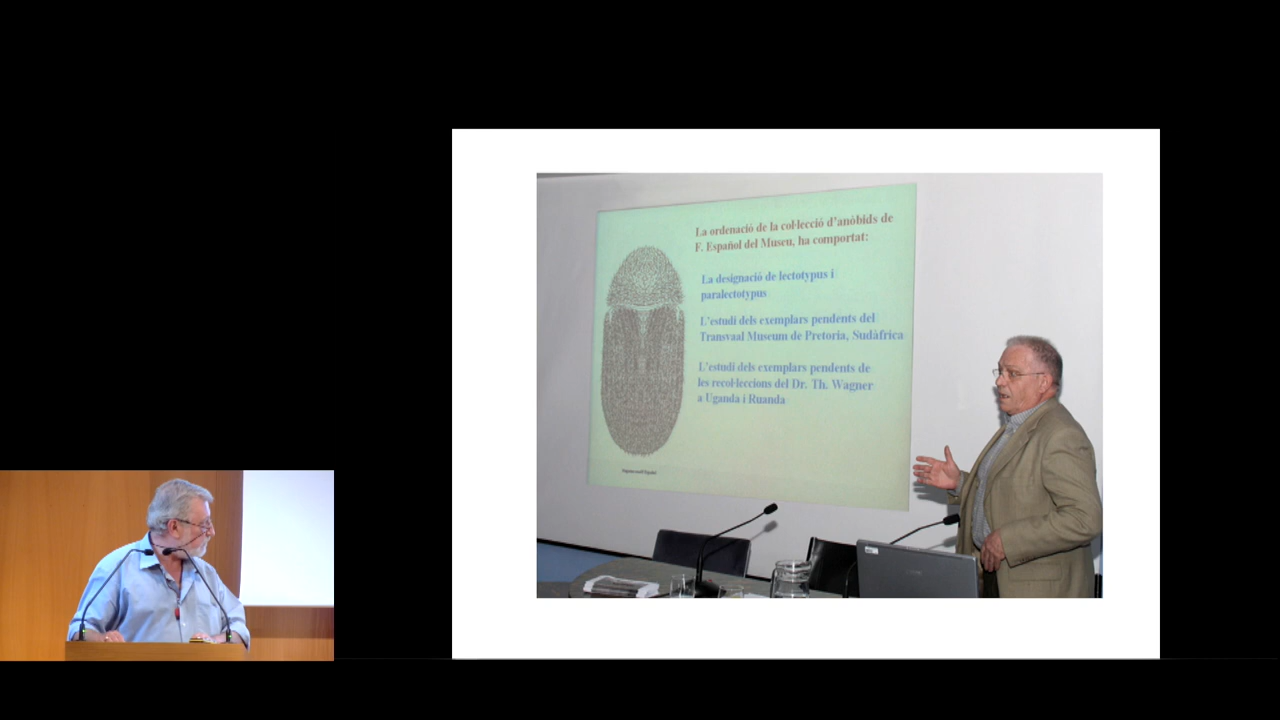 La ordenació de la col·lecció d'anòbids de
F. Español del Museu, ha comportat:
La designació de lectotypus i
paralectotypus
L'estudi dels exemplars pendents del
Transvaal Museum de Pretoria, Sudàfrica
L'estudi dels exemplars pendents de
les recol·leccions del Dr. Th. Wagner
a Uganda i Ruanda